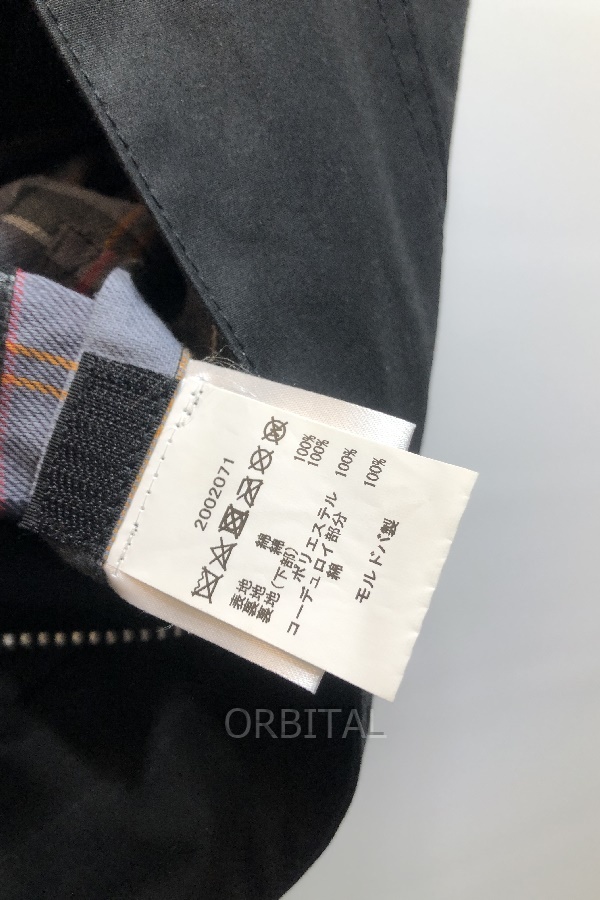 2002071
表地 綿 100%
裏地 綿 100%
裏地(下部)
ポリエステル 100%
コーデュロイ部分
綿 100%
モルドバ製
ORBITAL